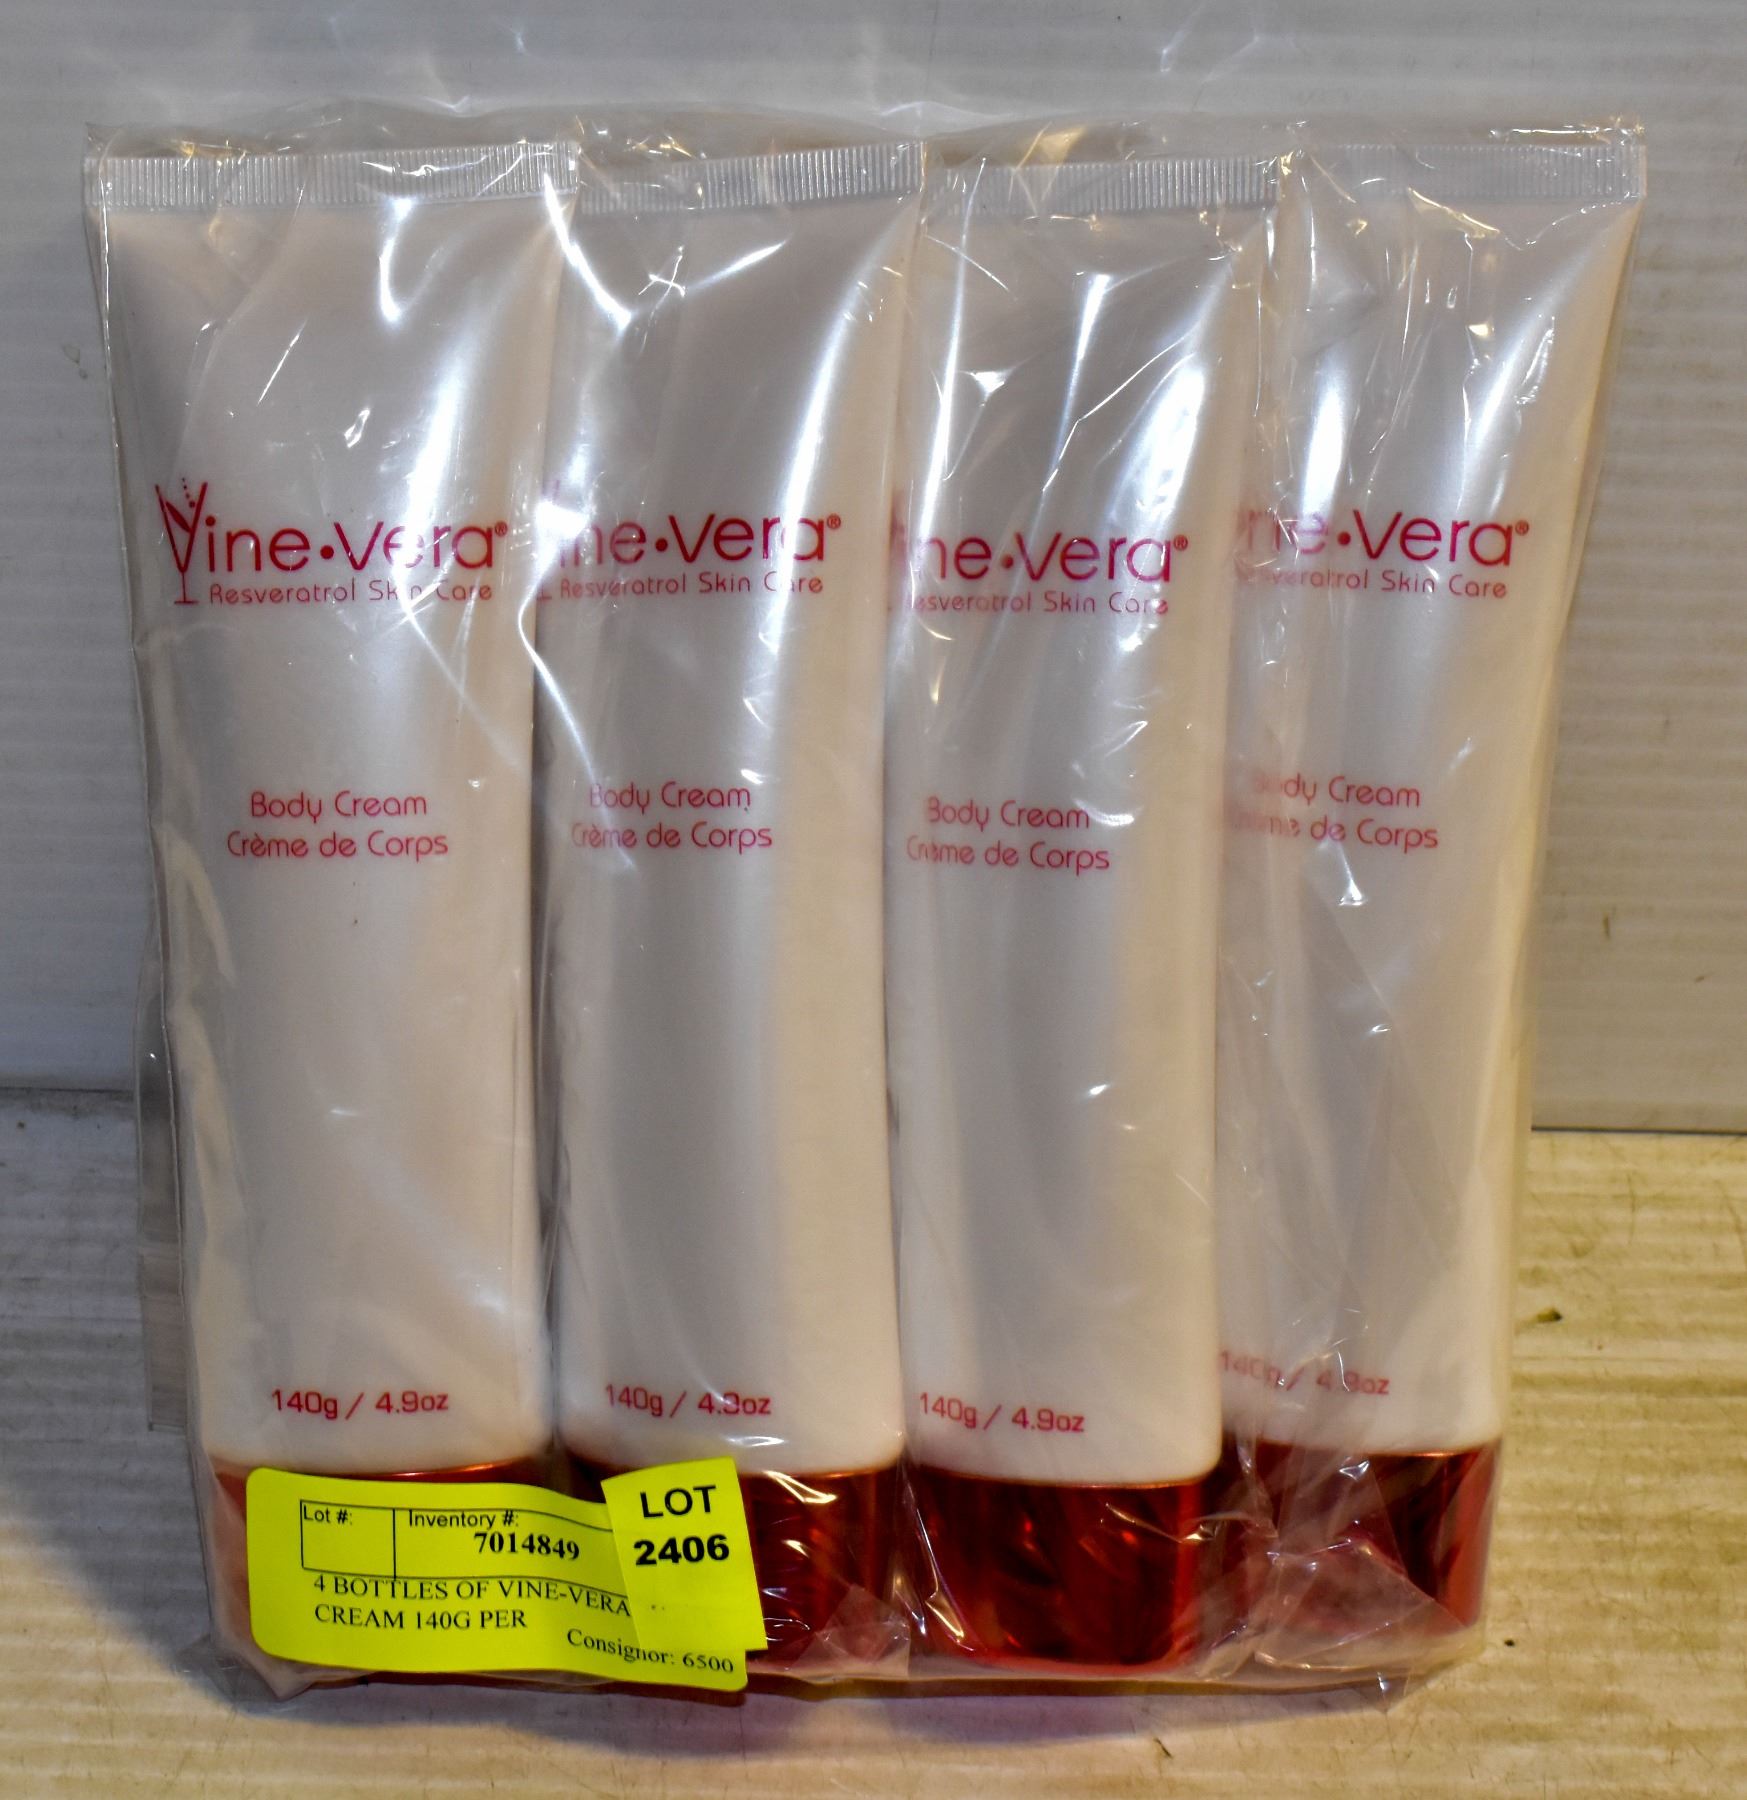 Vine•Vera®
Resveratrol Skin Care
Body Cream
Crème de Corps
140g / 4.9oz
ine•Vera®
Resveratrol Skin Care
Body Cream
Crème de Corps
140g / 4.9oz
ine•Vera®
esveratrol Skin Care
Body Cream
Crème de Corps
140g / 4.9oz
ine•Vera®
Resveratrol Skin Care
Body Cream
de Corps
140g / 4.9oz
Lot #: Inventory #:
7014849
4 BOTTLES OF VINE-VERA
CREAM 140G PER
Consignor: 6500
LOT
2406